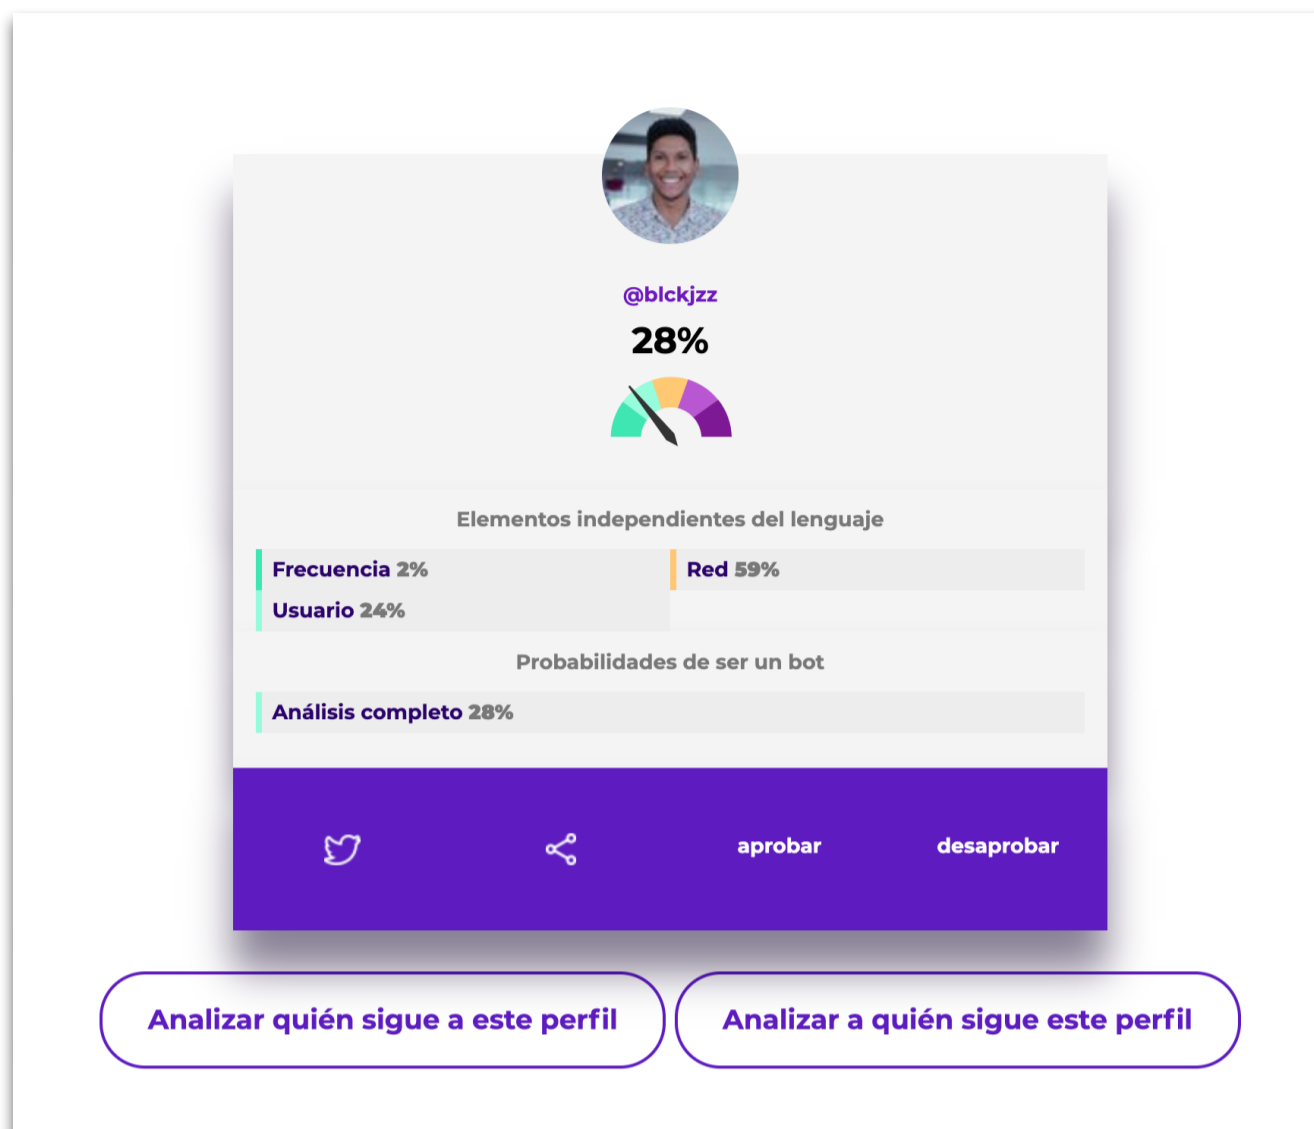 @blckjzz
28%
Elementos independientes del lenguaje
Frecuencia 2%
Red 59%
Usuario 24%
Probabilidades de ser un bot
Análisis completo 28%
aprobar
desaprobar
Analizar quién sigue a este perfil
Analizar a quién sigue este perfil